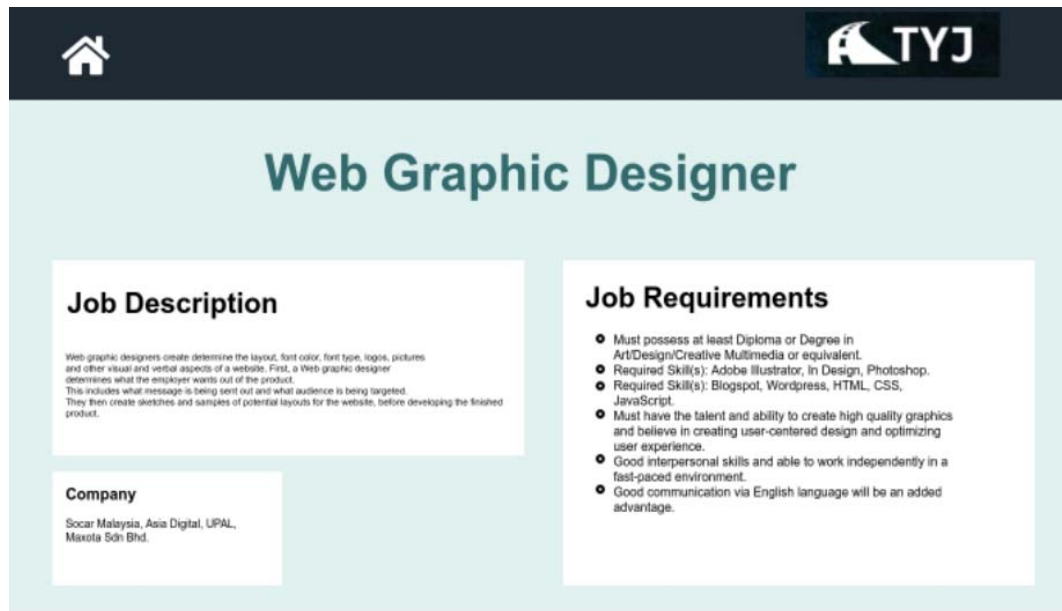 TYJ
Web Graphic Designer
Job Description
Web graphic designers create determine the layout, font color, font type, logos, pictures
and other visual and verbal aspects of a website. First, a Web graphic designer
determines what the employer wants out of the product.
This includes what message is being sent out and what audience is being targeted.
They then create sketches and samples of potential layouts for the website, before developing the finished
product.
Company
Socar Malaysia, Asia Digital, UPAL,
Maxota Sdn Bhd.
Job Requirements
Must possess at least Diploma or Degree in
Art/Design/Creative Multimedia or equivalent.
Required Skill(s): Adobe Illustrator, In Design, Photoshop.
Required Skill(s): Blogspot, Wordpress, HTML, CSS,
JavaScript.
Must have the talent and ability to create high quality graphics
and believe in creating user-centered design and optimizing
user experience.
Good interpersonal skills and able to work independently in a
fast-paced environment.
Good communication via English language will be an added
advantage.